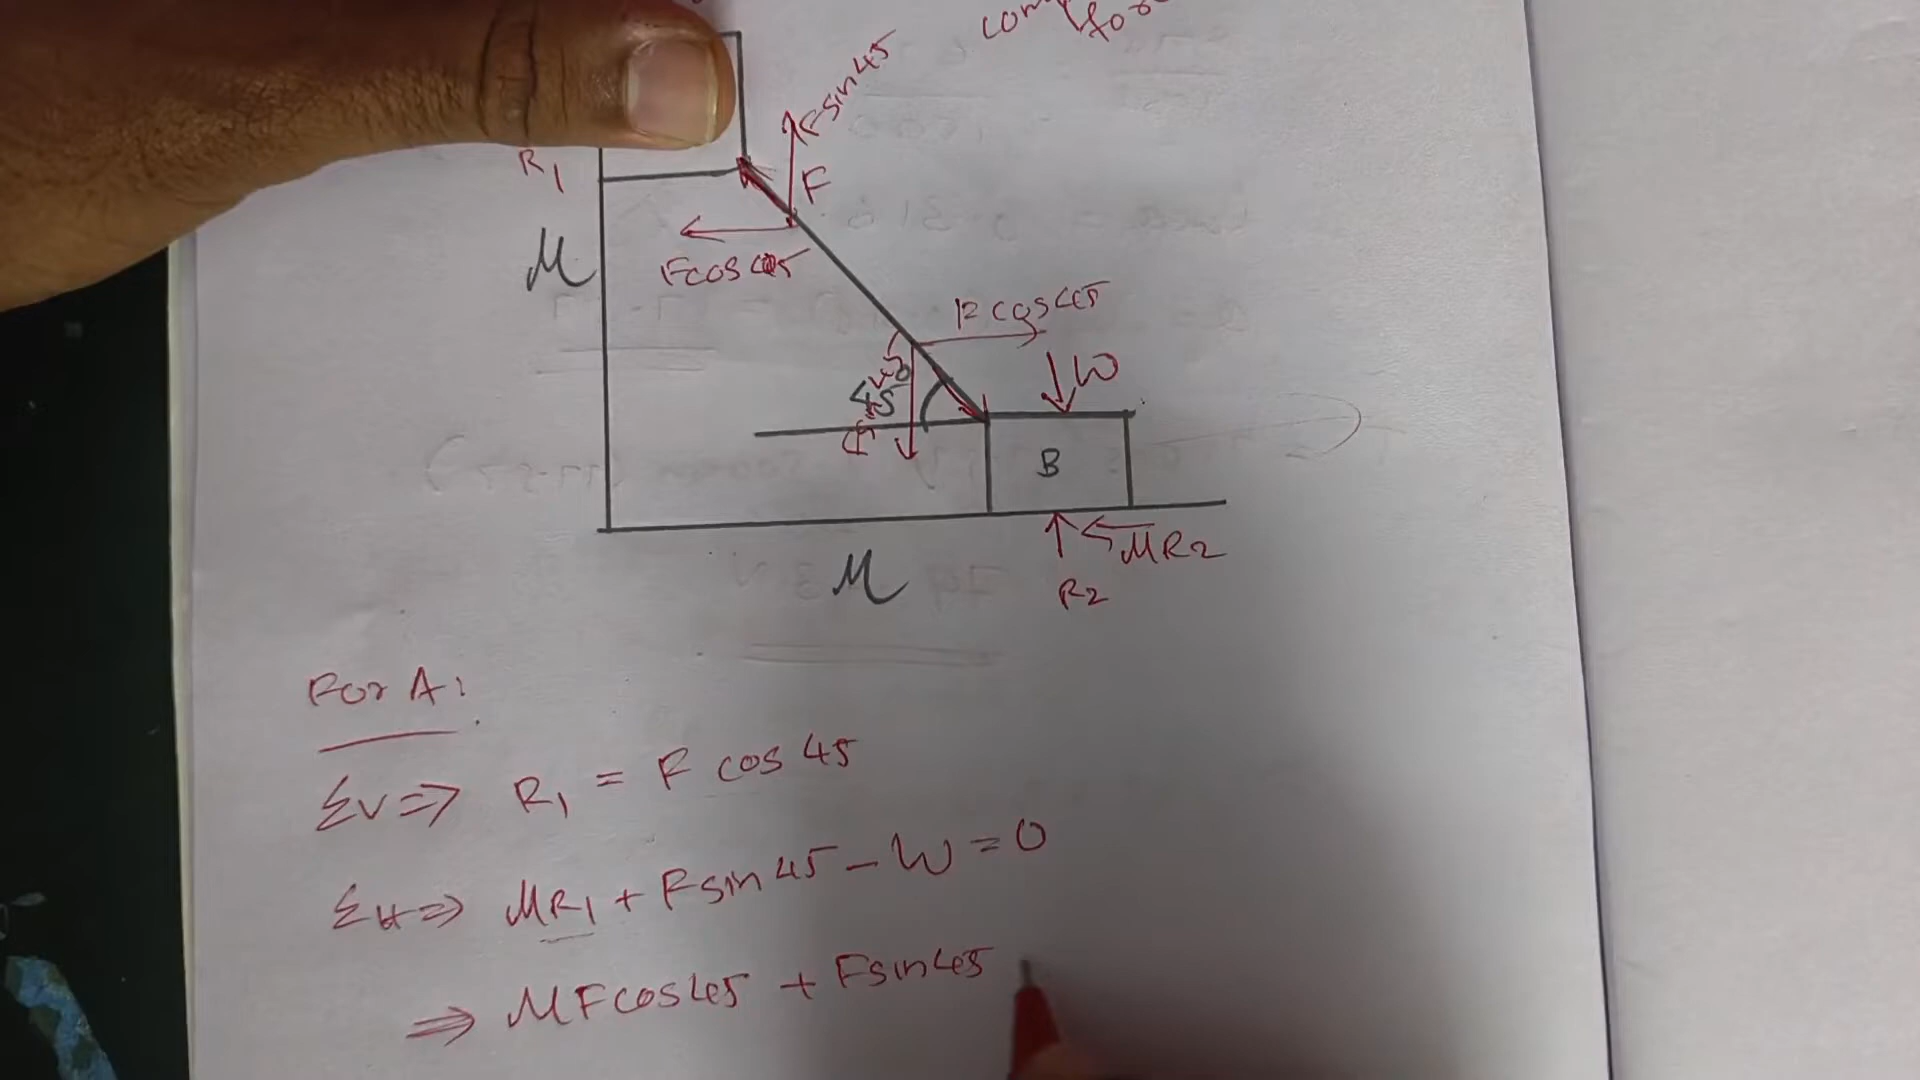 F sin 45
R1
F
μ
F cos 45
F cos 45
W
45
B
μR2
R2
μ
For A:
ΣV ⇒ R1 = F cos 45
ΣH ⇒ μR1 + F sin 45 - W = 0
⇒ μF cos 45 + F sin 45